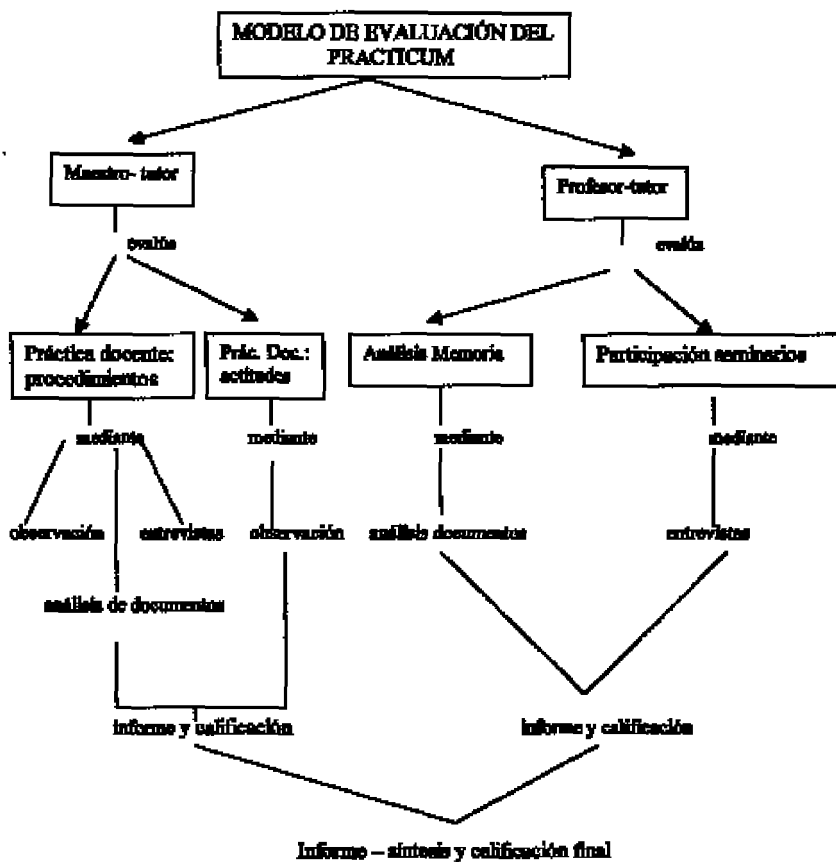 MODELO DE EVALUACIÓN DEL
PRACTICUM
Maestro- tutor
Profesor-tutor
evalúa
evalúa
Práctica docente:
procedimientos
Prác. Doc.:
actitudes
Análisis Memoria
Participación seminarios
mediante
mediante
mediante
mediante
observación
entrevistas
observación
análisis documentos
entrevistas
análisis de documentos
informe y calificación
informe y calificación
Informe – síntesis y calificación final